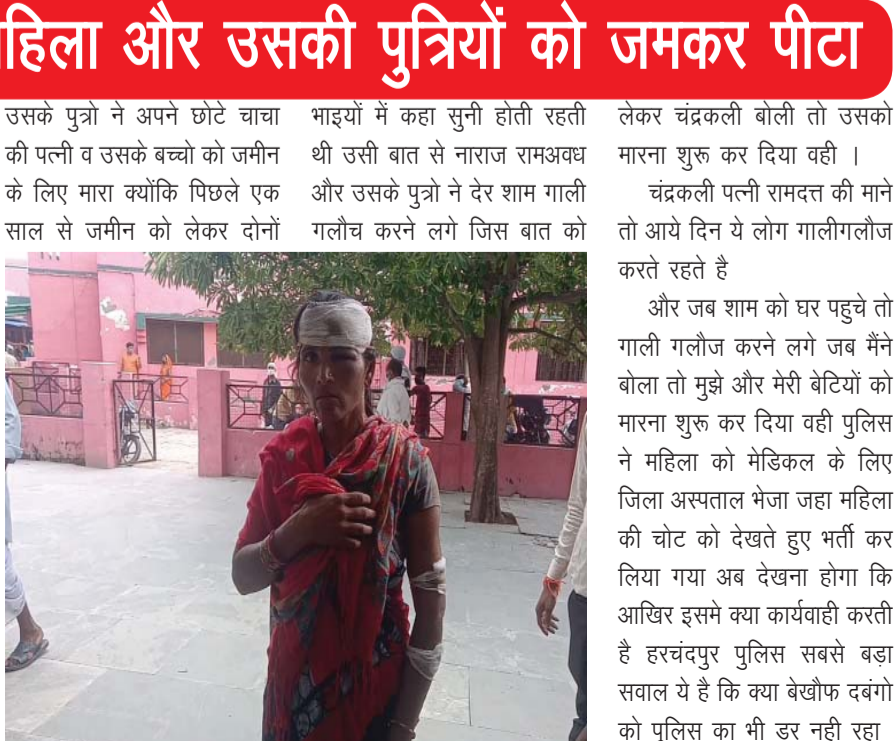 हिला और उसकी पुत्रियों को जमकर पीटा
उसके पुत्रो ने अपने छोटे चाचा
की पत्नी व उसके बच्चो को जमीन
के लिए मारा क्योंकि पिछले एक
साल से जमीन को लेकर दोनों
भाइयों में कहा सुनी होती रहती
थी उसी बात से नाराज रामअवध
और उसके पुत्रो ने देर शाम गाली
गलौच करने लगे जिस बात को
लेकर चंद्रकली बोली तो उसको
मारना शुरू कर दिया वही ।
चंद्रकली पत्नी रामदत्त की माने
तो आये दिन ये लोग गालीगलौज
करते रहते है
और जब शाम को घर पहुचे तो
गाली गलौज करने लगे जब मैंने
बोला तो मुझे और मेरी बेटियों को
मारना शुरू कर दिया वही पुलिस
ने महिला को मेडिकल के लिए
जिला अस्पताल भेजा जहा महिला
की चोट को देखते हुए भर्ती कर
लिया गया अब देखना होगा कि
आखिर इसमे क्या कार्यवाही करती
है हरचंदपुर पुलिस सबसे बड़ा
सवाल ये है कि क्या बेखौफ दबंगो
को पुलिस का भी डर नही रहा